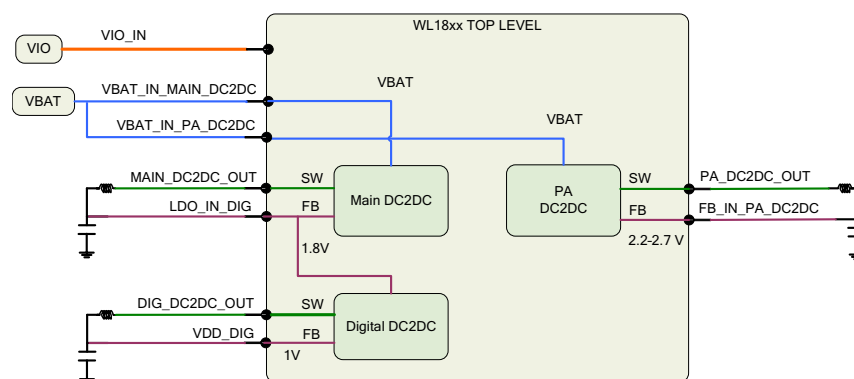 WL18xx TOP LEVEL
VIO
VIO_IN
VBAT
VBAT_IN_MAIN_DC2DC
VBAT
VBAT_IN_PA_DC2DC
VBAT
MAIN_DC2DC_OUT
SW
Main DC2DC
PA
DC2DC
SW
PA_DC2DC_OUT
LDO_IN_DIG
FB
FB
FB_IN_PA_DC2DC
1.8V
2.2-2.7 V
DIG_DC2DC_OUT
SW
Digital DC2DC
VDD_DIG
FB
1V